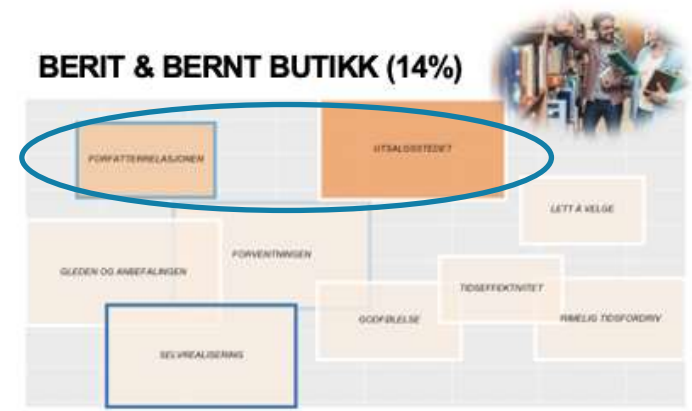 BERIT & BERNT BUTIKK (14%)
FORFATTERRELASJONEN
UTSALGSSTEDET
LETT Å VELGE
FORVENTNINGEN
GLEDEN OG ANBEFALINGEN
TIDSEFFEKTIVITET
GODFØLELSE
RIMELIG TIDSFORDRIV
SELVREALISERING